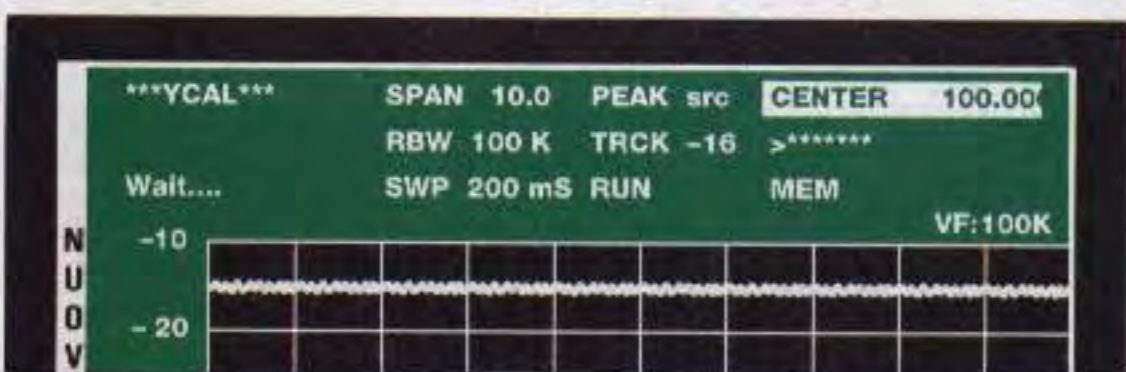 ***YCAL*** SPAN 10.0 PEAK src CENTER 100.00
RBW 100 K TRCK -16 >*******
Wait.... SWP 200 mS RUN MEM
VF:100K
-10
-20
NUOV